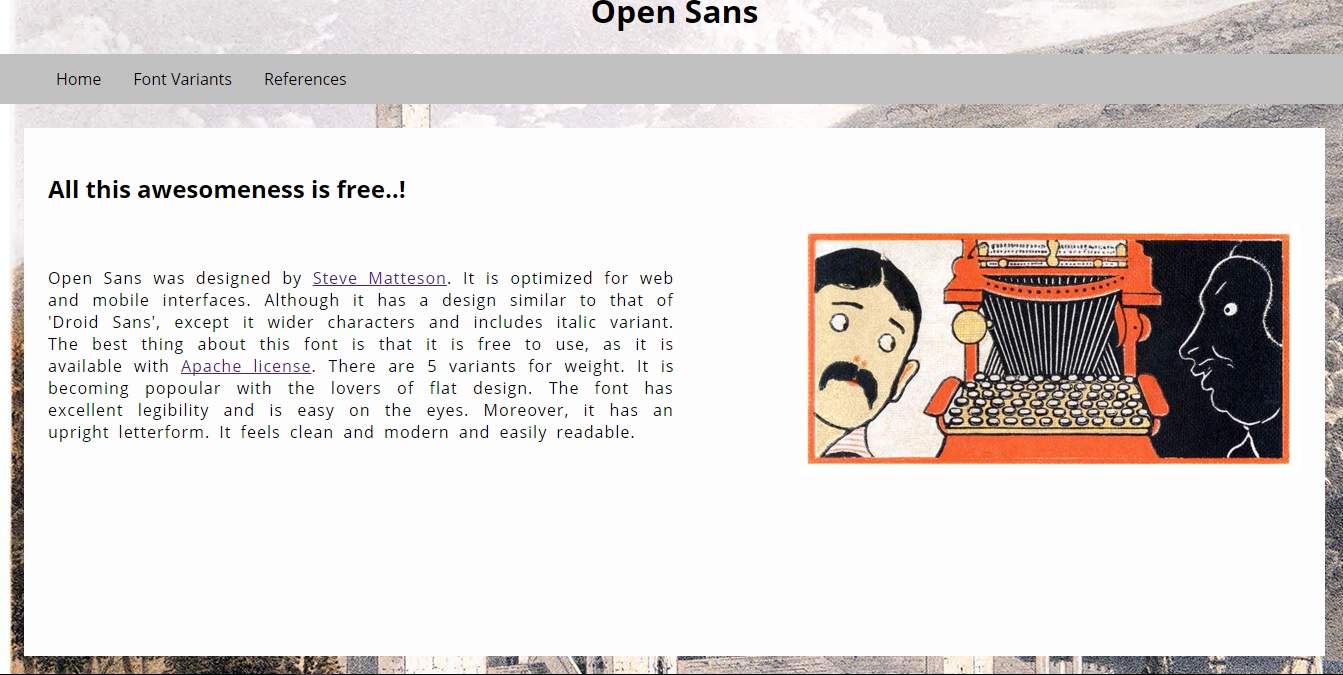 Open Sans
Home Font Variants References
All this awesomeness is free..!
Open Sans was designed by Steve Matteson. It is optimized for web
and mobile interfaces. Although it has a design similar to that of
'Droid Sans', except it wider characters and includes italic variant.
The best thing about this font is that it is free to use, as it is
available with Apache license. There are 5 variants for weight. It is
becoming popoular with the lovers of flat design. The font has
excellent legibility and is easy on the eyes. Moreover, it has an
upright letterform. It feels clean and modern and easily readable.